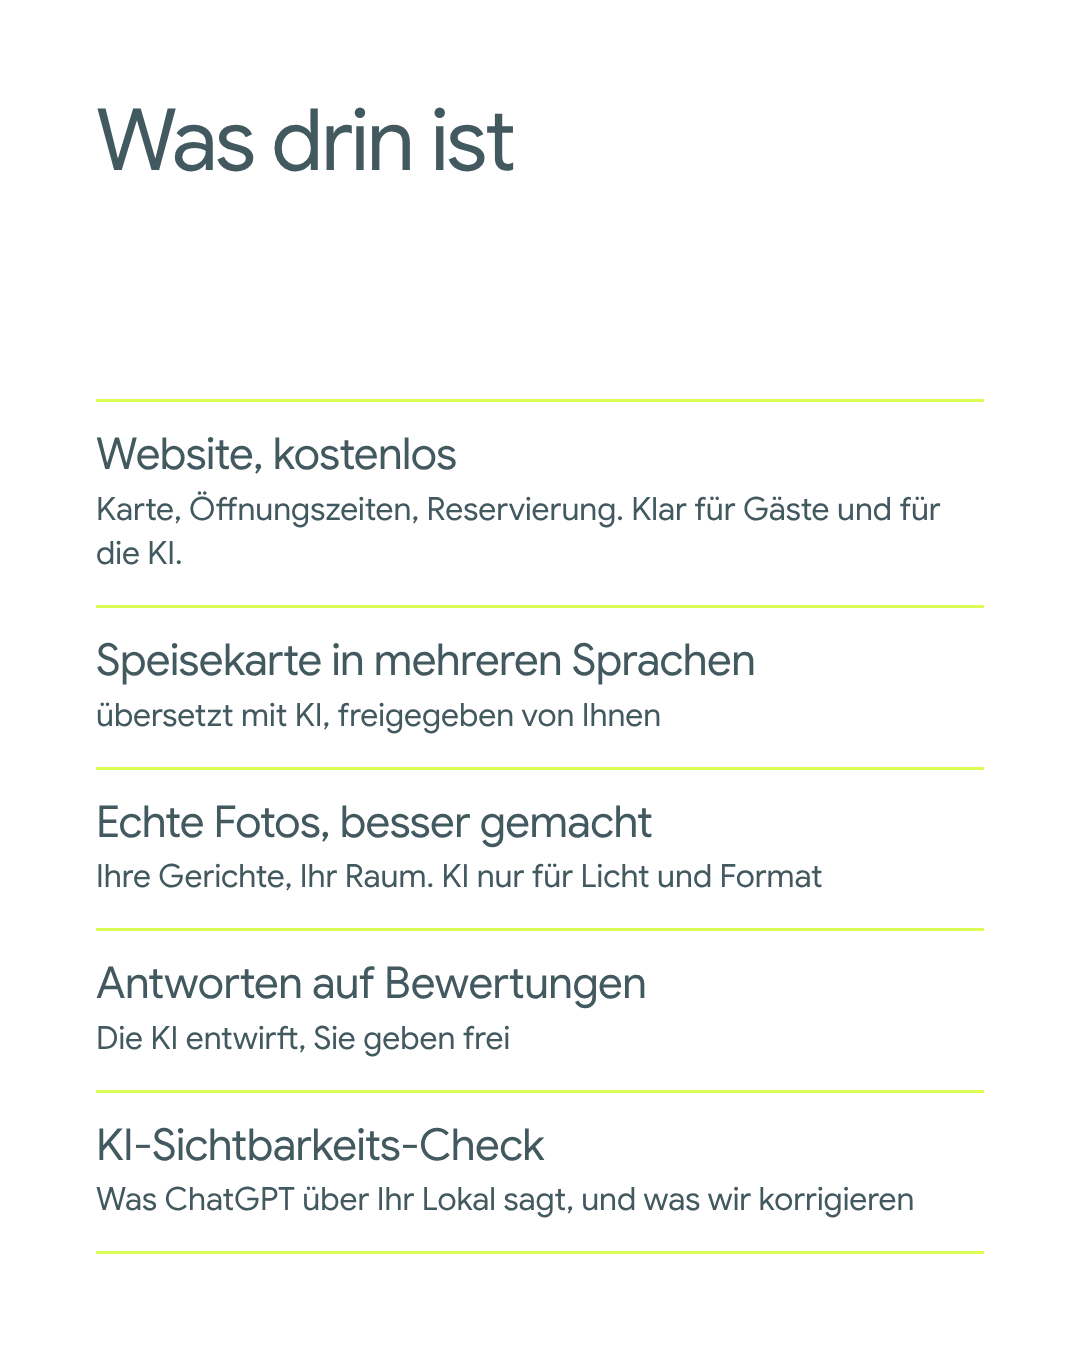 Was drin ist
Website, kostenlos
Karte, Öffnungszeiten, Reservierung. Klar für Gäste und für
die KI.
Speisekarte in mehreren Sprachen
übersetzt mit KI, freigegeben von Ihnen
Echte Fotos, besser gemacht
Ihre Gerichte, Ihr Raum. KI nur für Licht und Format
Antworten auf Bewertungen
Die KI entwirft, Sie geben frei
KI-Sichtbarkeits-Check
Was ChatGPT über Ihr Lokal sagt, und was wir korrigieren